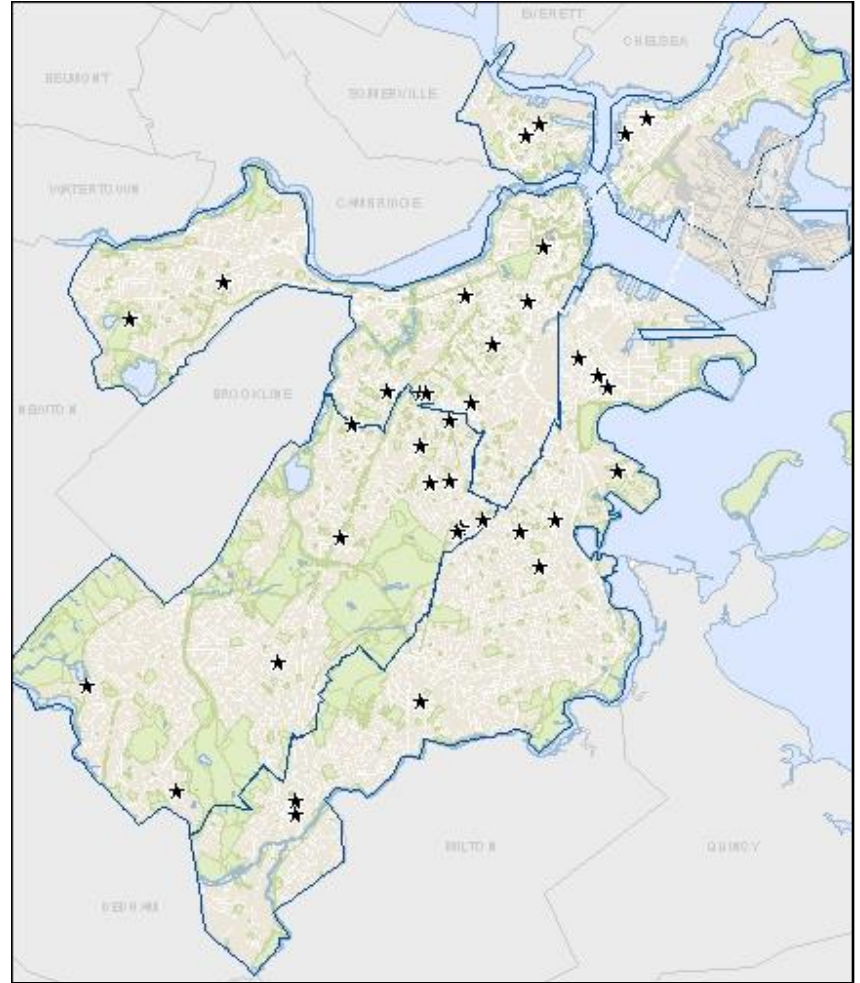 EVERETT
CHELSEA
BELMONT
SOMERVILLE
WATERTOWN
CAMBRIDGE
BROOKLINE
NEWTON
MILTON
QUINCY
DEDHAM